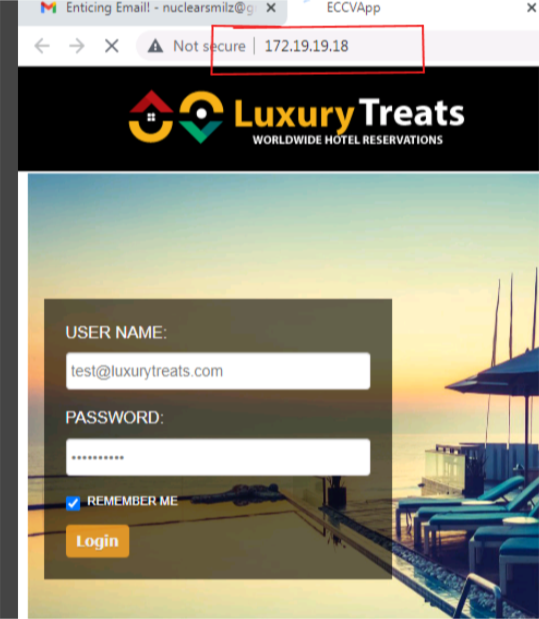 Enticing Email! - nuclearsmilz@g
ECCVApp
Not secure
172.19.19.18
Luxury Treats
WORLDWIDE HOTEL RESERVATIONS
USER NAME:
test@luxurytreats.com
PASSWORD:
••••••••••
REMEMBER ME
Login